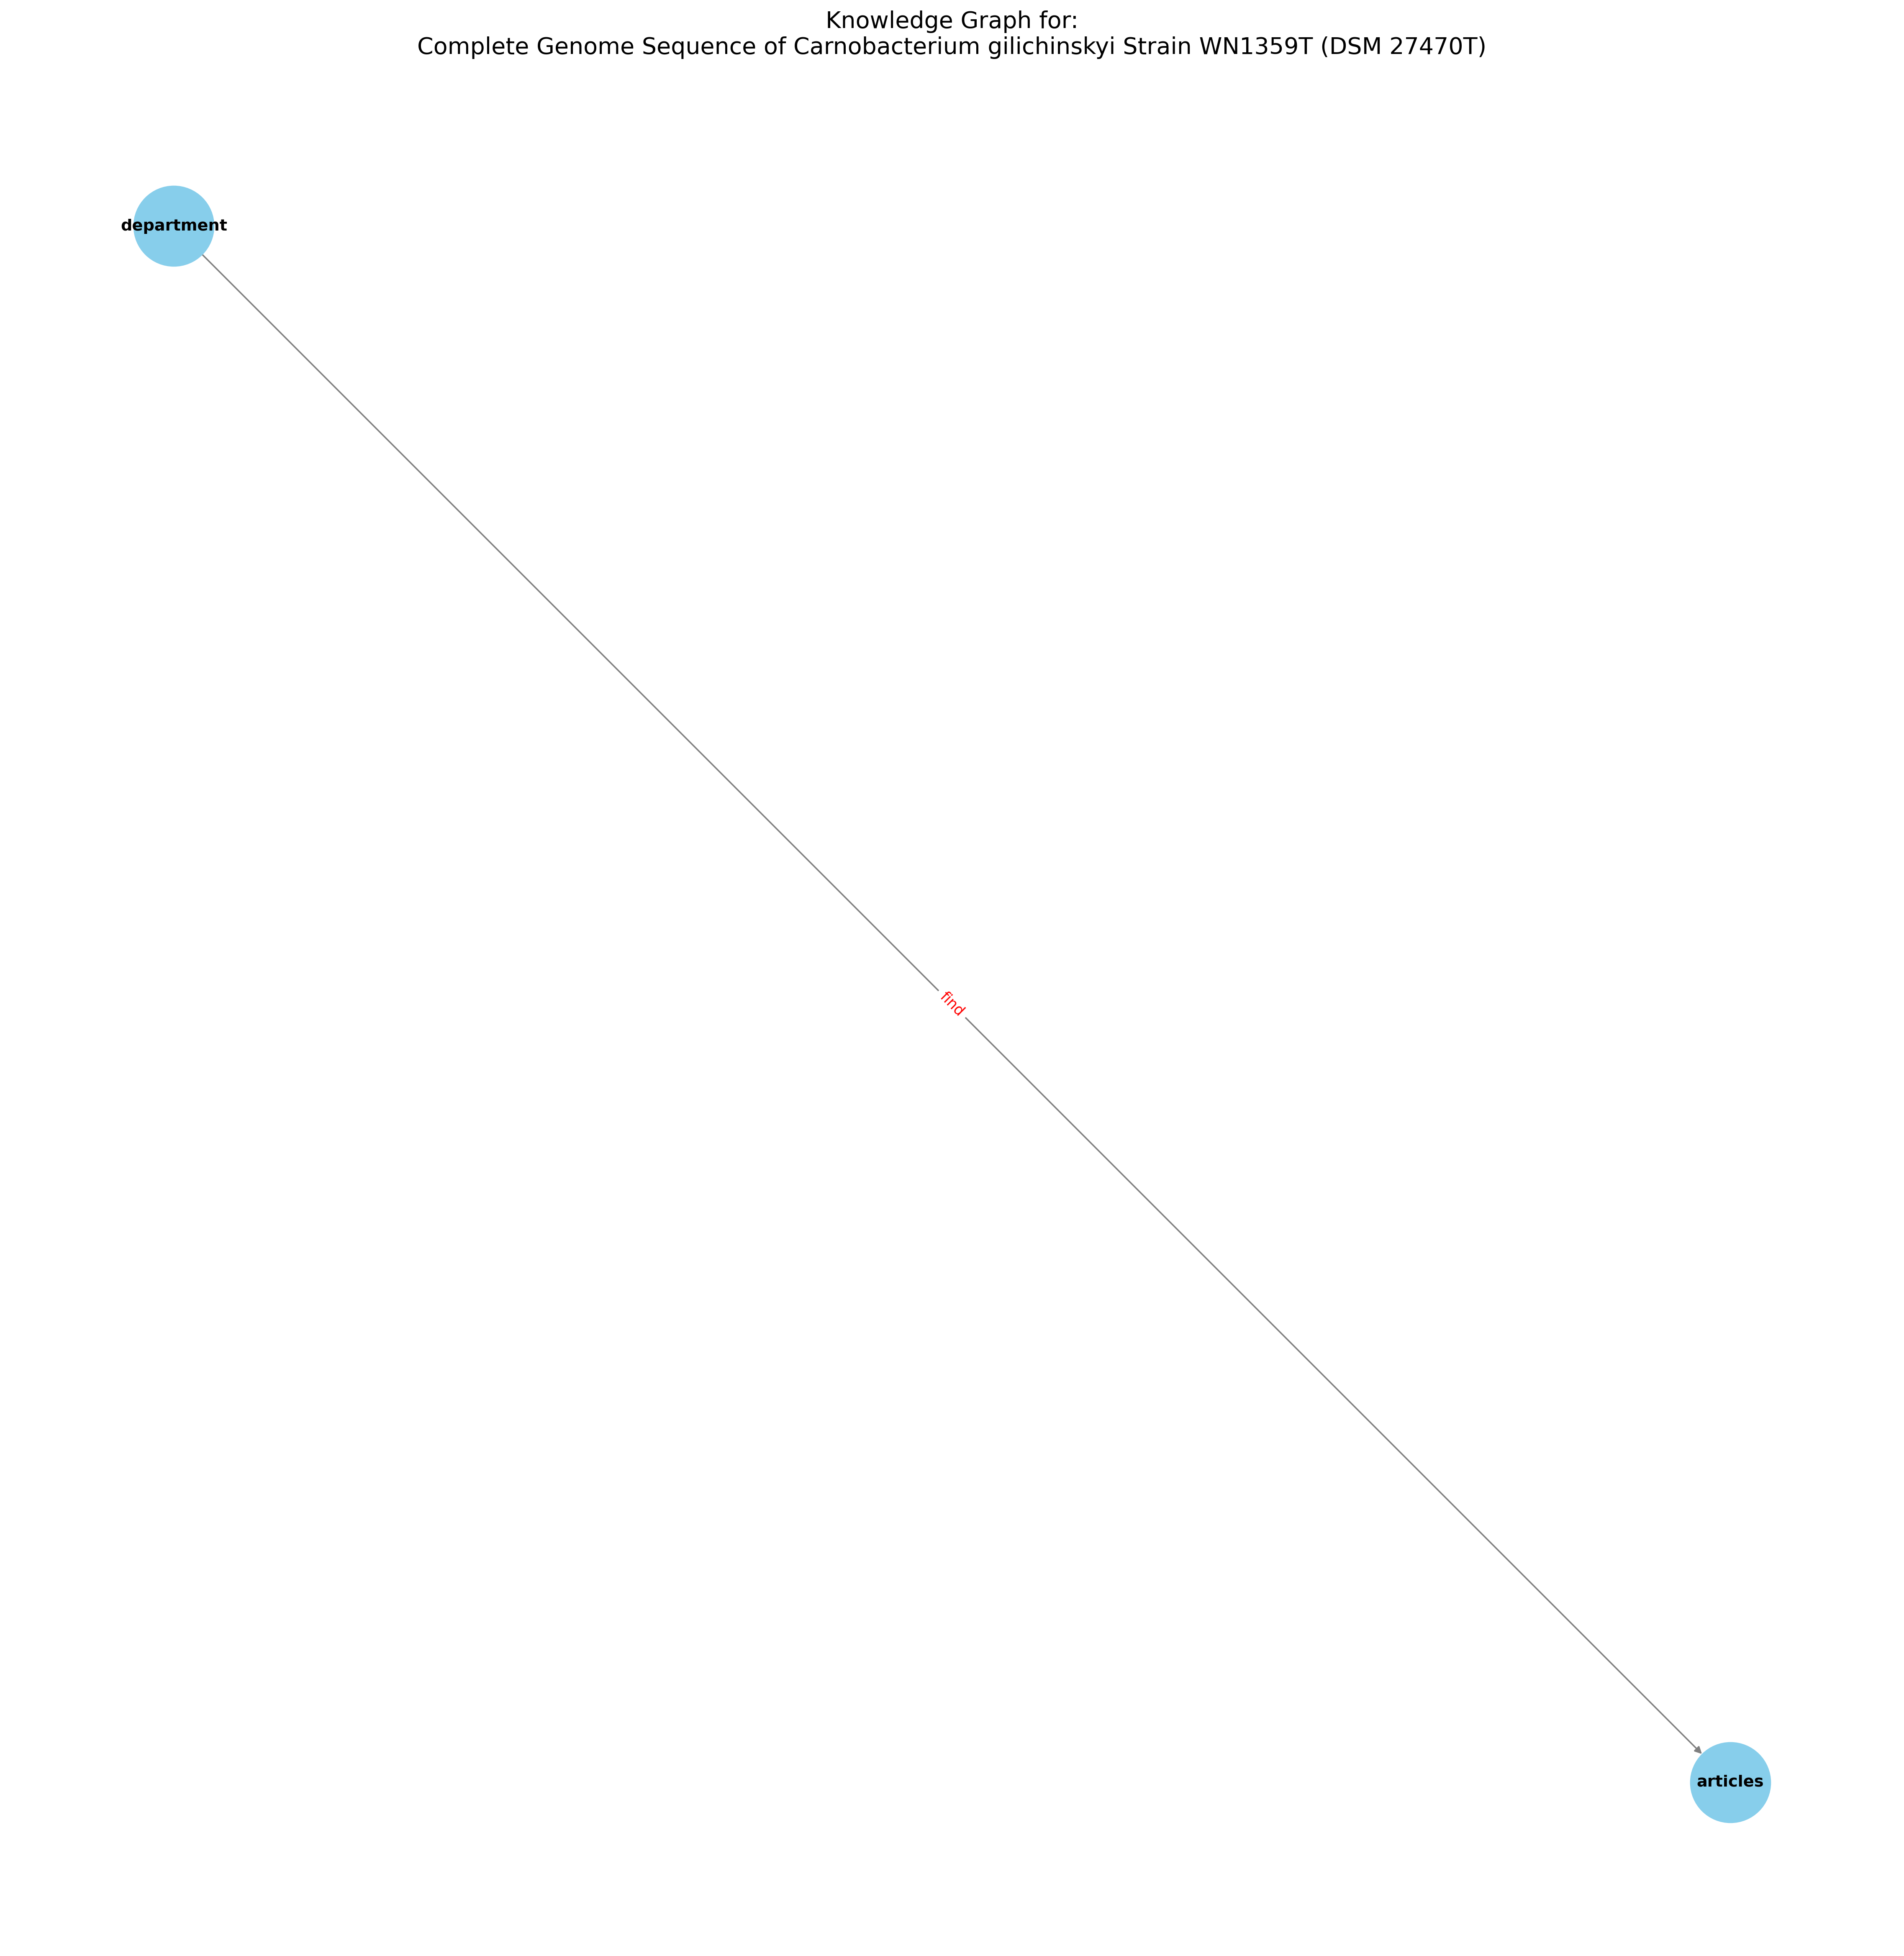 Knowledge Graph for:
Complete Genome Sequence of Carnobacterium gilichinskyi Strain WN1359T (DSM 27470T)
department
find
articles